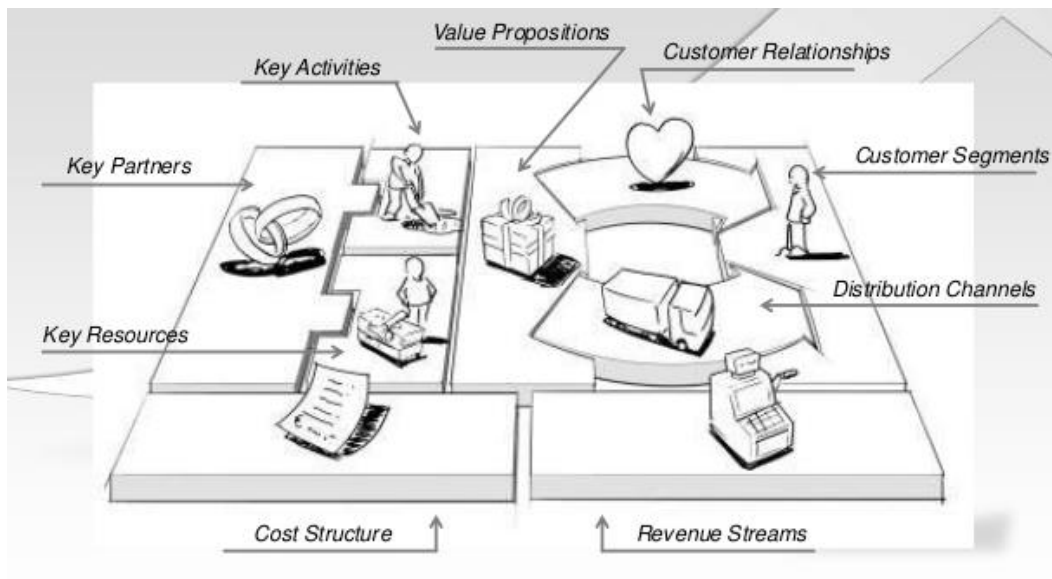 Value Propositions
Customer Relationships
Key Activities
Key Partners
Customer Segments
Distribution Channels
Key Resources
Cost Structure
Revenue Streams